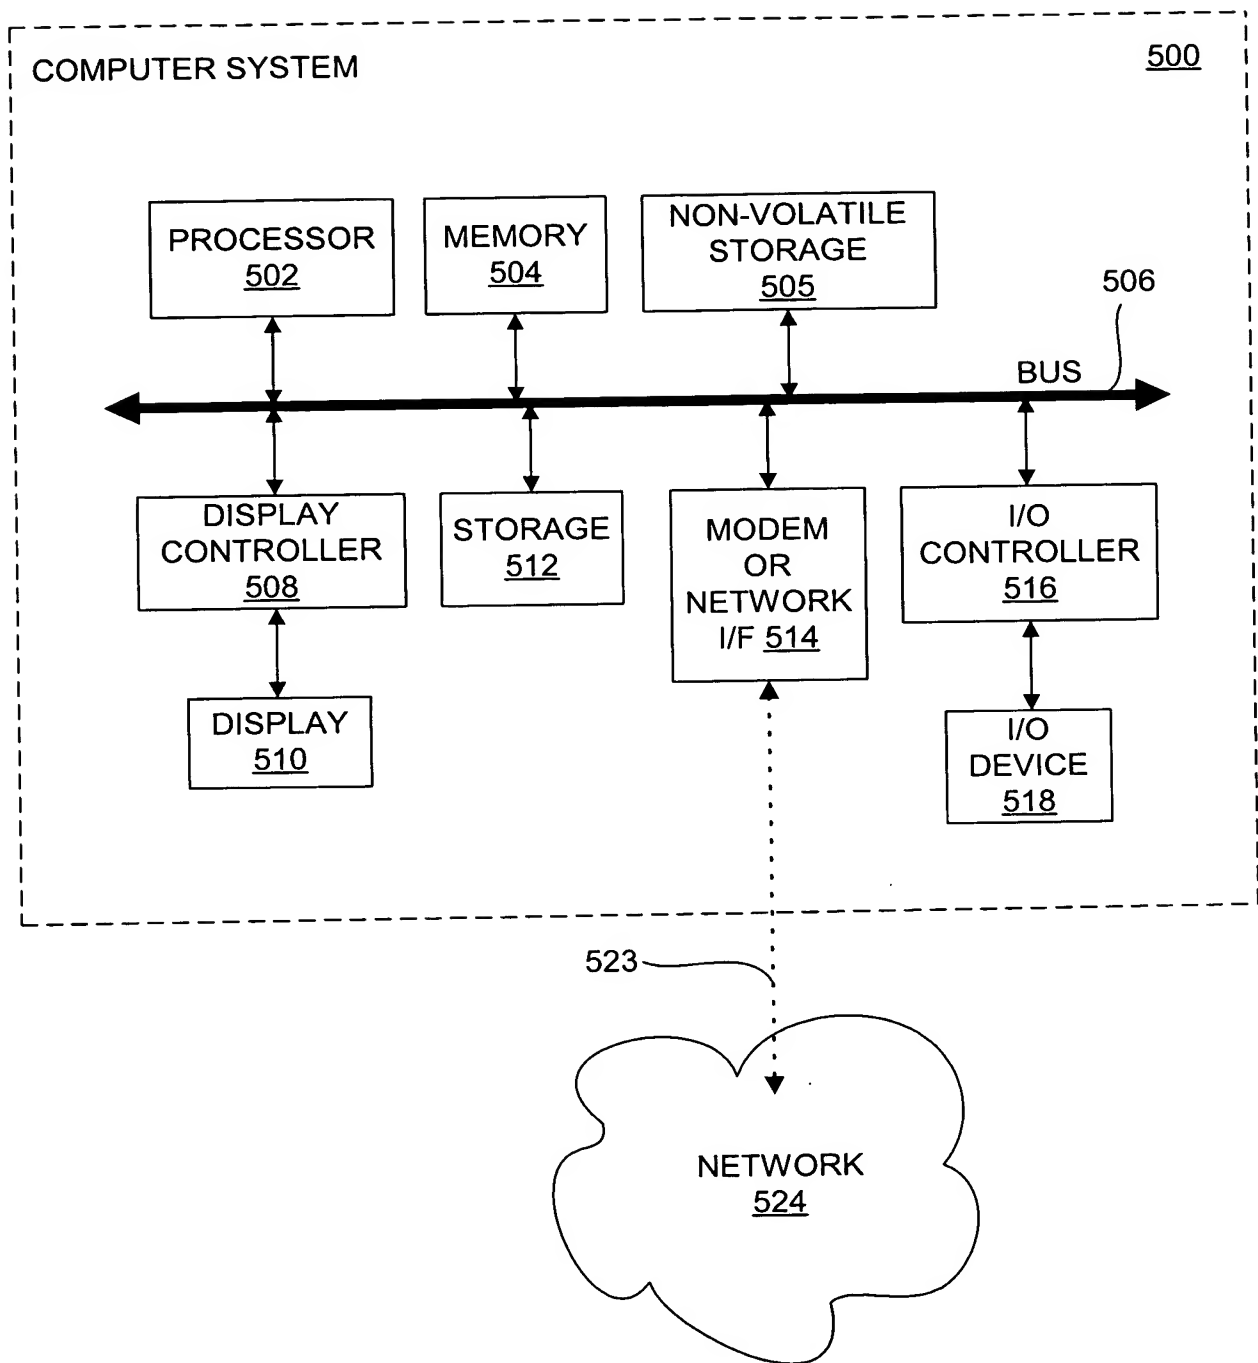 COMPUTER SYSTEM
500
PROCESSOR
502
MEMORY
504
NON-VOLATILE
STORAGE
505
506
BUS
DISPLAY
CONTROLLER
508
STORAGE
512
MODEM
OR
NETWORK
I/F 514
I/O
CONTROLLER
516
DISPLAY
510
I/O
DEVICE
518
523
NETWORK
524